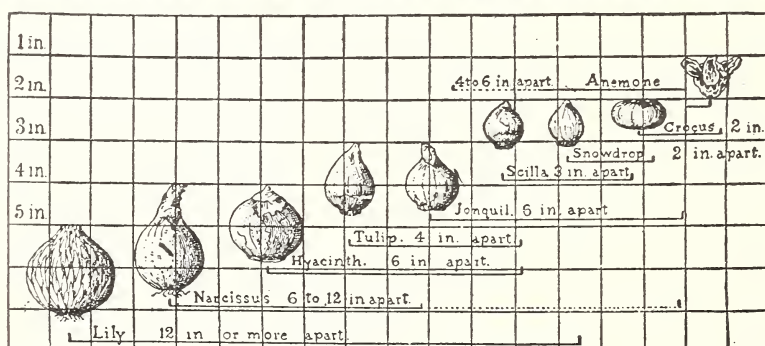 1 in.
2 in.
4 to 6 in apart. Anemone
3 in.
Crocus 2 in.
Snowdrop 2 in. apart.
4 in.
Scilla 3 in. apart.
5 in.
Jonquil. 6 in. apart
Tulip. 4 in. apart.
Hyacinth. 6 in apart.
Narcissus 6 to 12 in apart.
Lily 12 in or more apart.